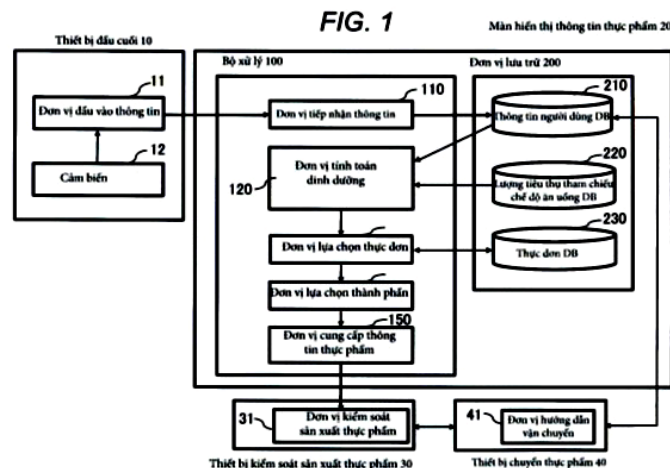 FIG. 1
Màn hiển thị thông tin thực phẩm 20
Thiết bị đầu cuối 10
Bộ xử lý 100
Đơn vị lưu trữ 200
11
Đơn vị đầu vào thông tin
12
Cảm biến
110
Đơn vị tiếp nhận thông tin
210
Thông tin người dùng DB
Đơn vị tính toán
dinh dưỡng
120
220
Lượng tiêu thụ tham chiếu
chế độ ăn uống DB
230
Thực đơn DB
Đơn vị lựa chọn thực đơn
Đơn vị lựa chọn thành phần
150
Đơn vị cung cấp thông
tin thực phẩm
31
Đơn vị kiểm soát
sản xuất thực phẩm
41
Đơn vị hướng dẫn
vận chuyển
Thiết bị kiểm soát sản xuất thực phẩm 30
Thiết bị chuyển thực phẩm 40